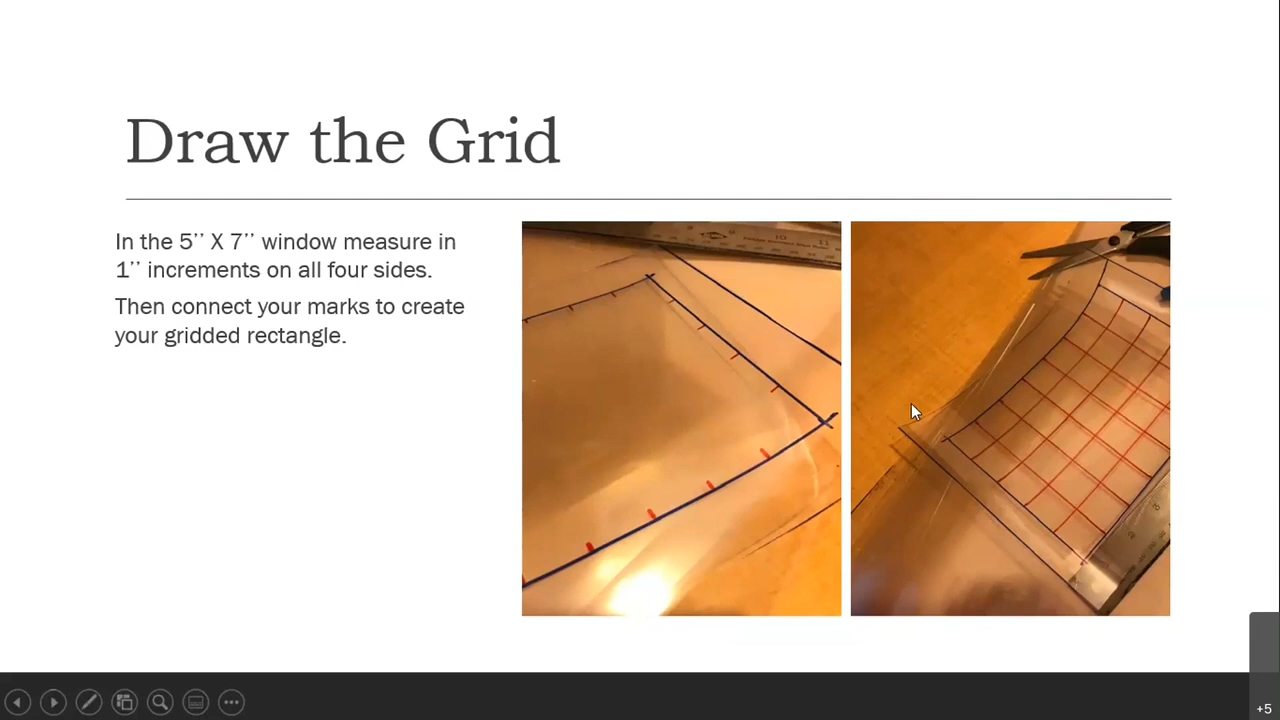 Draw the Grid
In the 5’’ X 7’’ window measure in
1’’ increments on all four sides.
Then connect your marks to create
your gridded rectangle.
+5